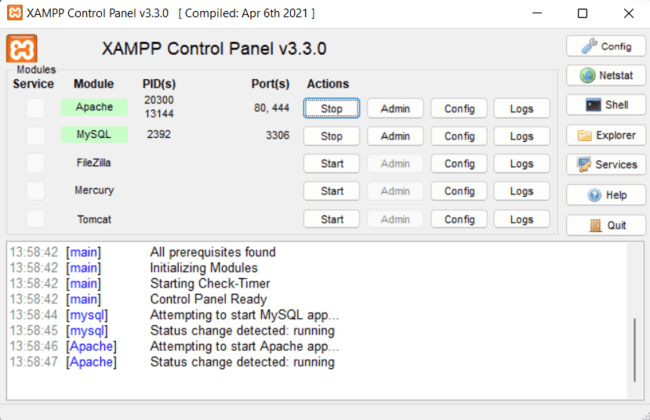 XAMPP Control Panel v3.3.0 [ Compiled: Apr 6th 2021 ]
XAMPP Control Panel v3.3.0
Config
Modules
Service Module PID(s) Port(s) Actions
Netstat
Apache 20300 13144 80, 444 Stop Admin Config Logs
Shell
MySQL 2392 3306 Stop Admin Config Logs
Explorer
FileZilla Start Admin Config Logs
Services
Mercury Start Admin Config Logs
Help
Tomcat Start Admin Config Logs
Quit
13:58:42 [main] All prerequisites found
13:58:42 [main] Initializing Modules
13:58:42 [main] Starting Check-Timer
13:58:42 [main] Control Panel Ready
13:58:44 [mysql] Attempting to start MySQL app...
13:58:45 [mysql] Status change detected: running
13:58:46 [Apache] Attempting to start Apache app...
13:58:47 [Apache] Status change detected: running